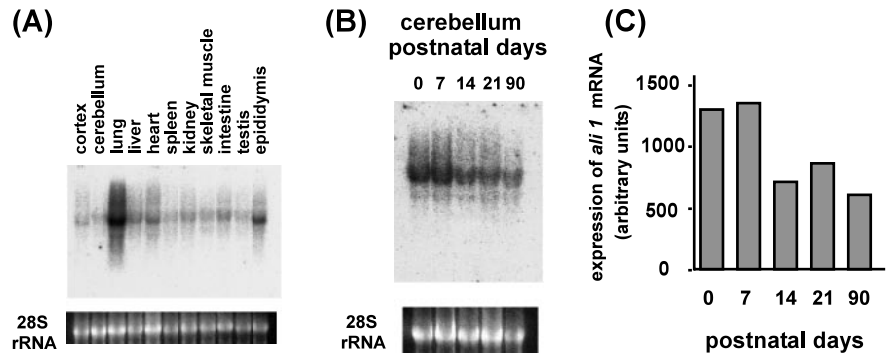 (A)
cortex
cerebellum
lung
liver
heart
spleen
kidney
skeletal muscle
intestine
testis
epididymis
28S
rRNA
(B)
cerebellum
postnatal days
0 7 14 21 90
28S
rRNA
(C)
expression of ali 1 mRNA
(arbitrary units)
1500
1000
500
0
0 7 14 21 90
postnatal days